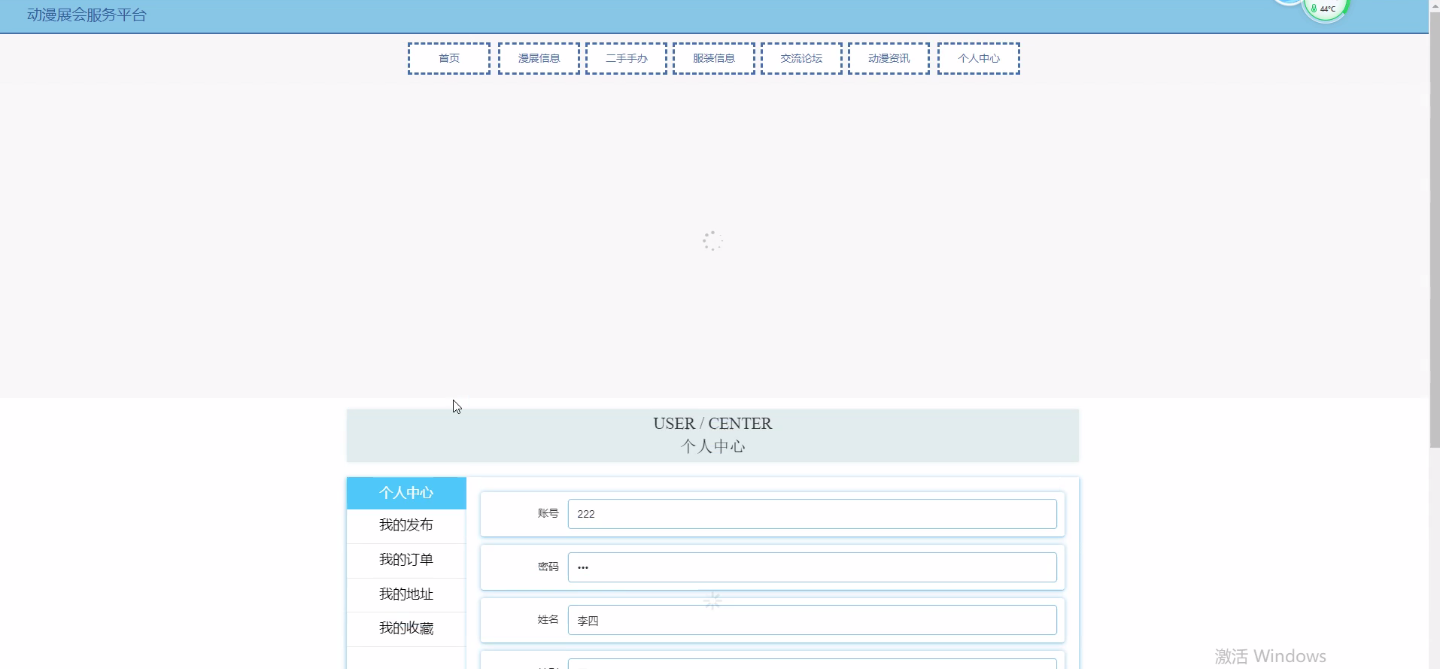 动漫展会服务平台
44℃
首页
漫展信息
二手手办
服装信息
交流论坛
动漫资讯
个人中心
USER / CENTER
个人中心
个人中心
我的发布
我的订单
我的地址
我的收藏
账号
222
密码
•••
姓名
李四
激活 Windows